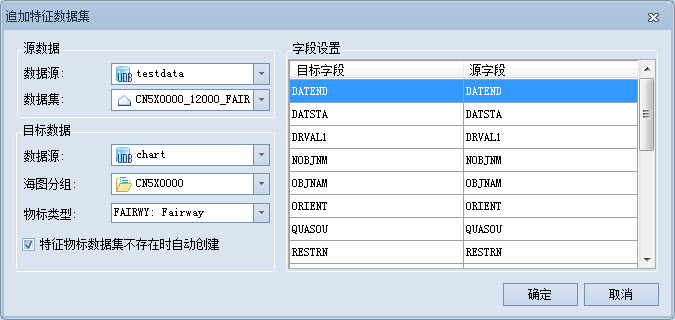 追加特征数据集
源数据
数据源: UDB testdata
数据集: CN5X0000_12000_FAIR
目标数据
数据源: UDB chart
海图分组: CN5X0000
物标类型: FAIRWY: Fairway
特征物标数据集不存在时自动创建
字段设置
目标字段 源字段
DATEND DATEND
DATSTA DATSTA
DRVAL1 DRVAL1
NOBJNM NOBJNM
OBJNAM OBJNAM
ORIENT ORIENT
QUASOU QUASOU
RESTRN RESTRN
确定 取消